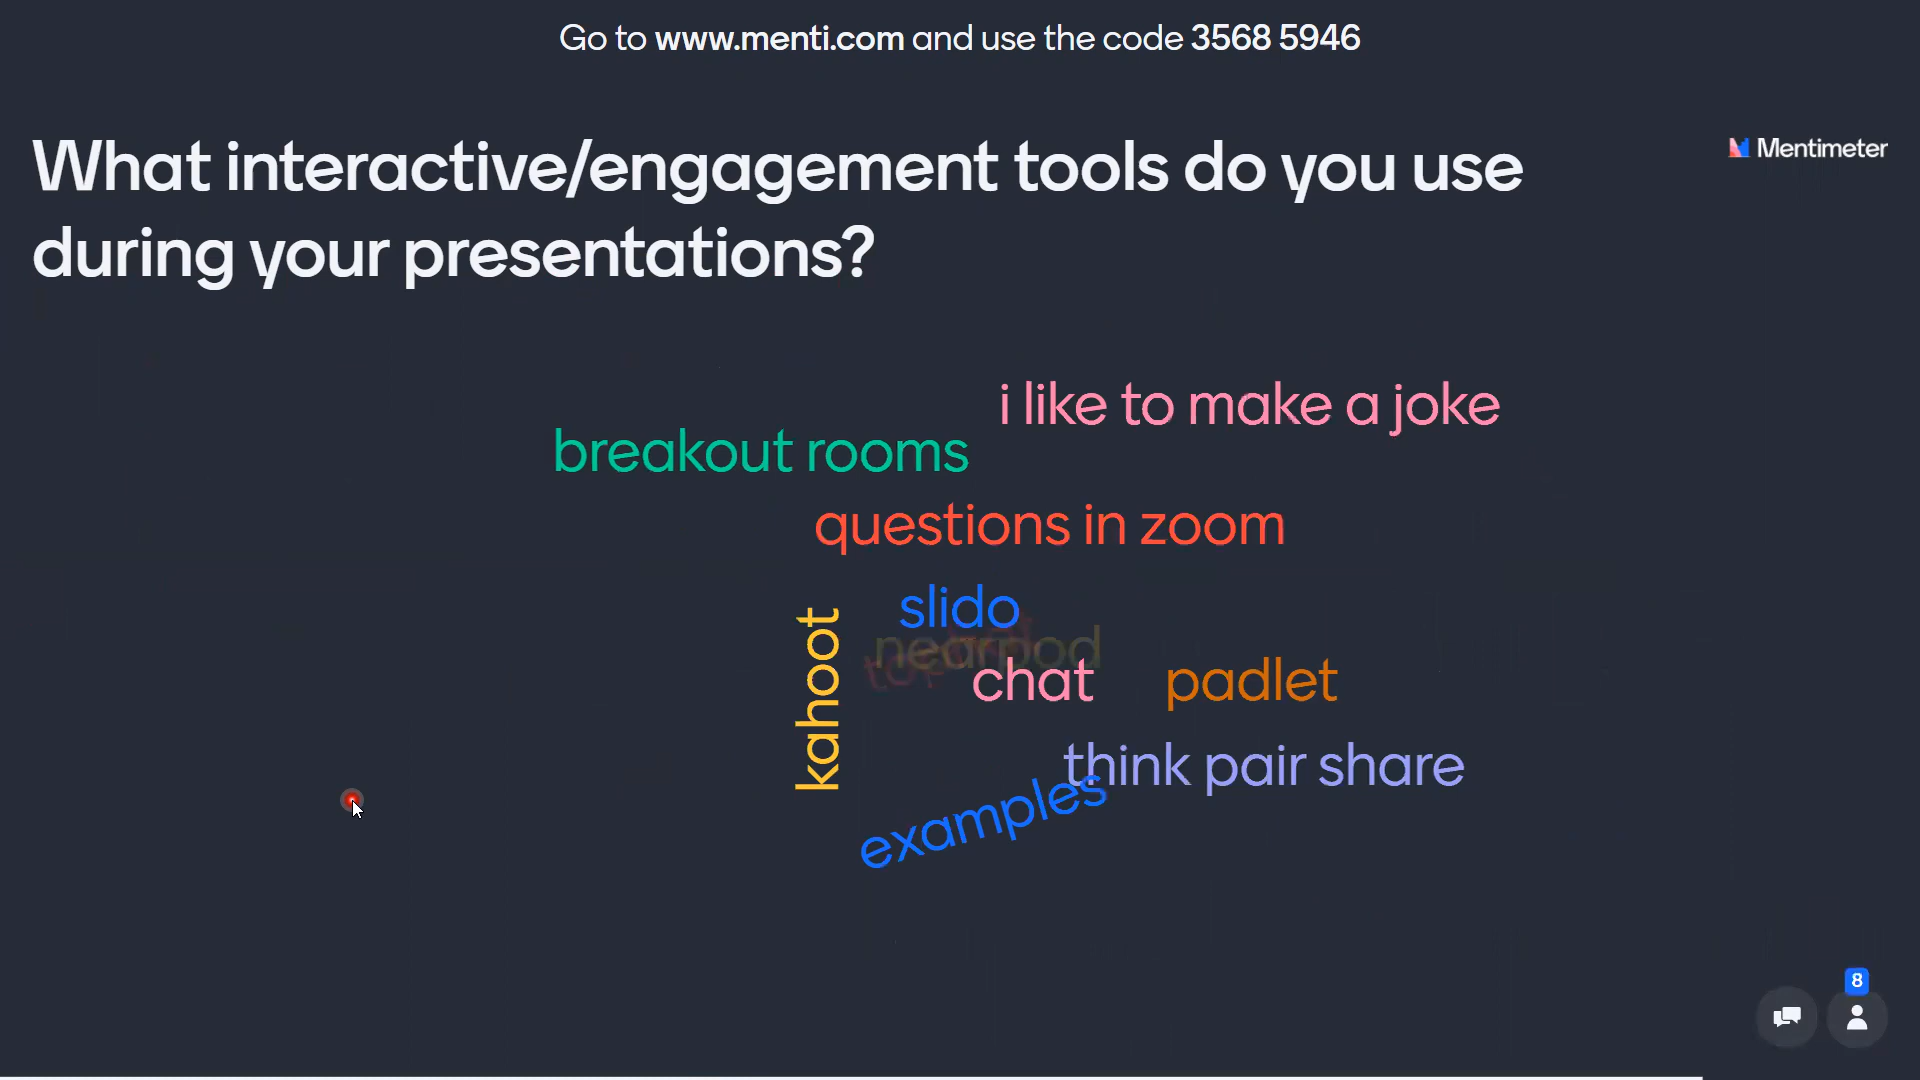 Go to www.menti.com and use the code 3568 5946
Mentimeter
What interactive/engagement tools do you use
during your presentations?
i like to make a joke
breakout rooms
questions in zoom
slido
nearpod
kahoot
chat
padlet
think pair share
examples
8